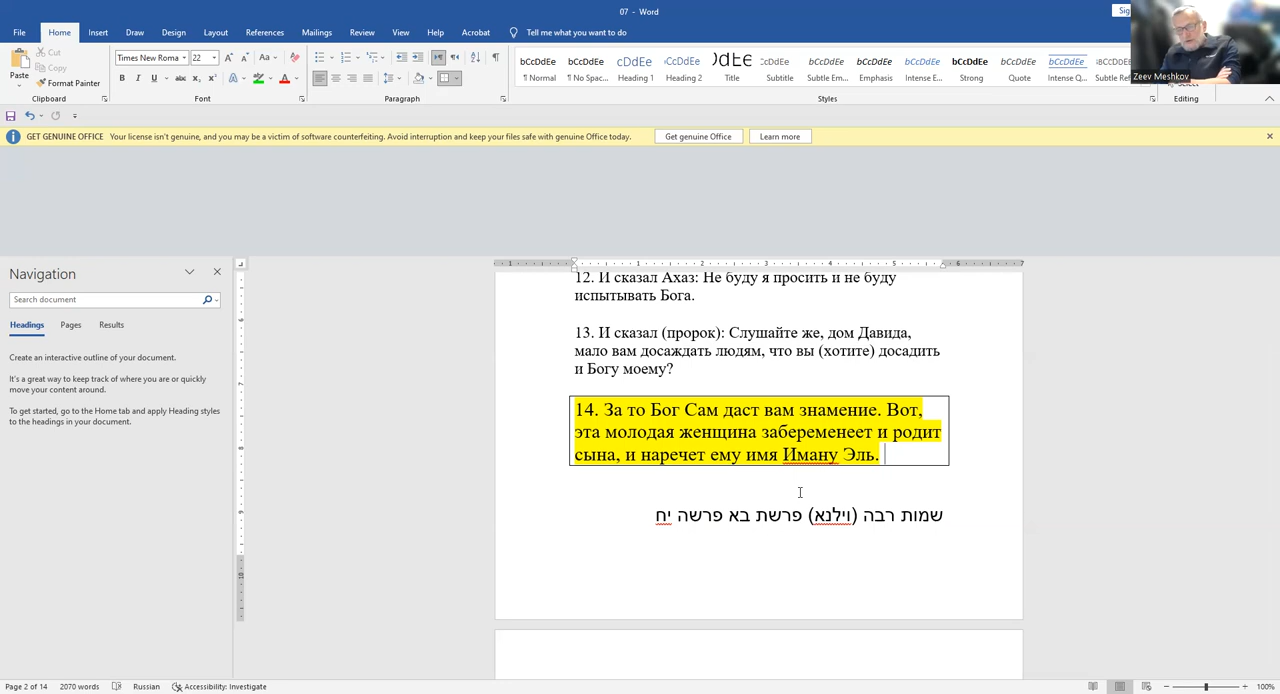 07 - Word
Sig
File Home Insert Draw Design Layout References Mailings Review View Help Acrobat Tell me what you want to do
Zeev Meshkov
Paste
Cut
Copy
Format Painter
Times New Roma 22
Aa
B I U abc x₂ x² A A
AaBbCcDdEe AaBbCcDdEe
Clipboard Font Paragraph Styles Editing
¶ Normal ¶ No Spac... Heading 1 Heading 2 Title Subtitle Subtle Em... Emphasis Intense E... Strong Quote Intense Q... Subtle Ref
GET GENUINE OFFICE Your license isn't genuine, and you may be a victim of software counterfeiting. Avoid interruption and keep your files safe with genuine Office today. Get genuine Office Learn more
Navigation
Search document
Headings Pages Results
Create an interactive outline of your document.
It's a great way to keep track of where you are or quickly
move your content around.
To get started, go to the Home tab and apply Heading styles
to the headings in your document.
12. И сказал Ахаз: Не буду я просить и не буду
испытывать Бога.
13. И сказал (пророк): Слушайте же, дом Давида,
мало вам досаждать людям, что вы (хотите) досадить
и Богу моему?
14. За то Бог Сам даст вам знамение. Вот,
эта молодая женщина забеременеет и родит
сына, и наречет ему имя Иману Эль.
שמות רבה (וילנא) פרשת בא פרשה יח
Page 2 of 14 2070 words Russian Accessibility: Investigate 100%